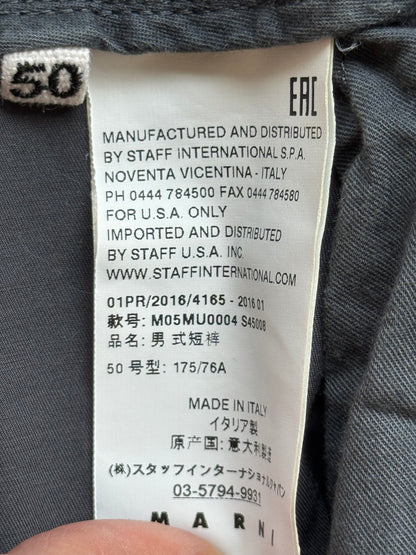 50
EAC
MANUFACTURED AND DISTRIBUTED
BY STAFF INTERNATIONAL S.P.A.
NOVENTA VICENTINA - ITALY
PH 0444 784500 FAX 0444 784580
FOR U.S.A. ONLY
IMPORTED AND DISTRIBUTED
BY STAFF U.S.A. INC.
WWW.STAFFINTERNATIONAL.COM
01PR/2016/4165 - 2016 01
款号: M05MU0004 S45008
品名: 男式短裤
50 号型: 175/76A
MADE IN ITALY
イタリア製
原产国: 意大利製造
(株)スタッフインターナショナルジャパン
03-5794-9931
MARNI